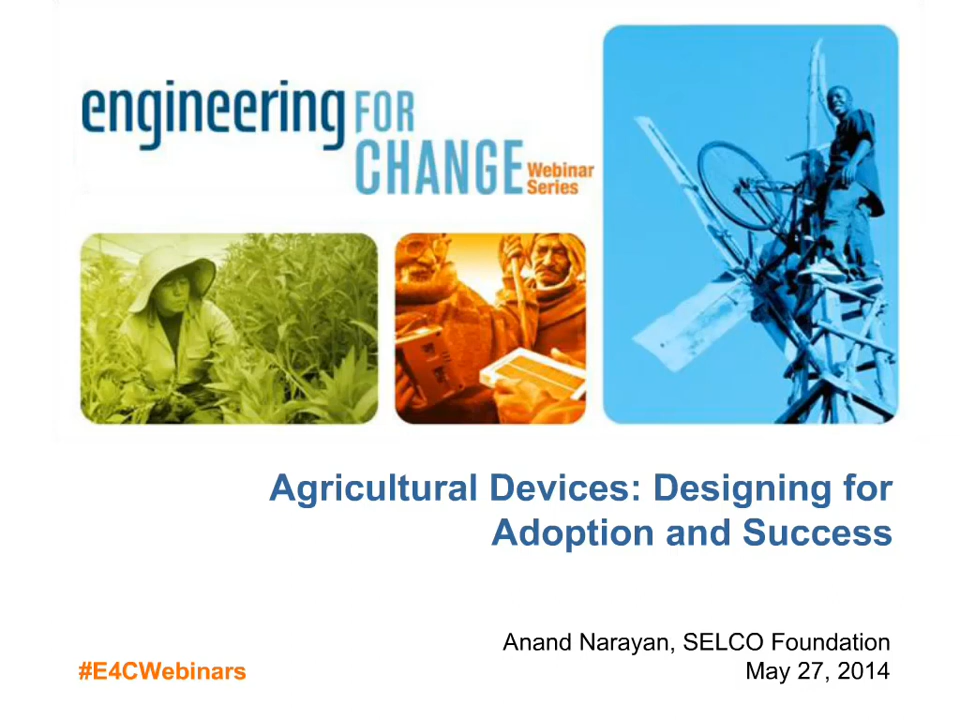 engineering FOR
CHANGE Webinar
Series
Agricultural Devices: Designing for
Adoption and Success
Anand Narayan, SELCO Foundation
#E4CWebinars
May 27, 2014